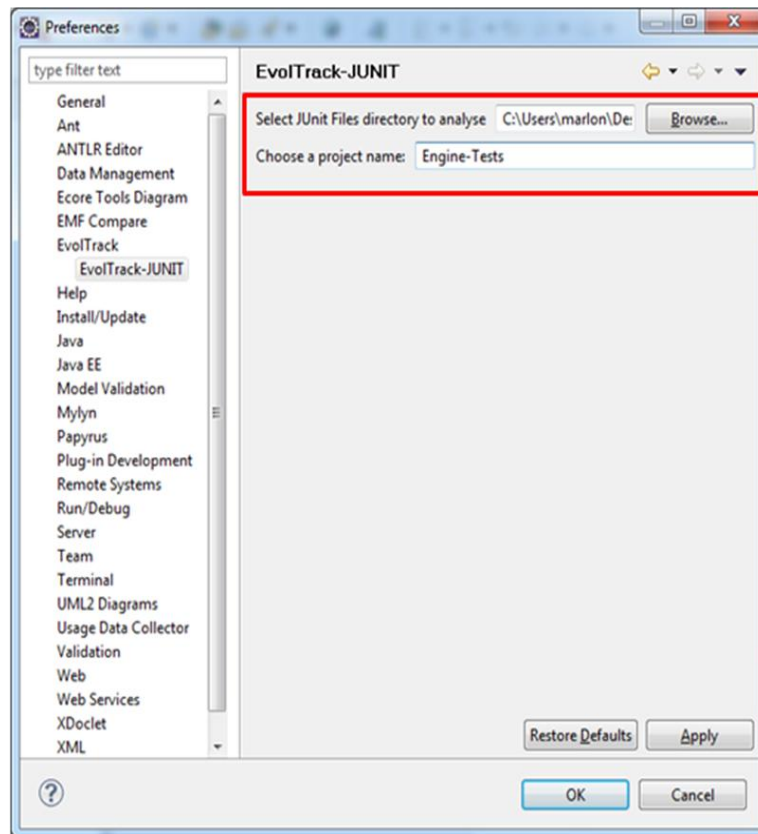 Preferences
type filter text
General
Ant
ANTLR Editor
Data Management
Ecore Tools Diagram
EMF Compare
EvolTrack
EvolTrack-JUNIT
Help
Install/Update
Java
Java EE
Model Validation
Mylyn
Papyrus
Plug-in Development
Remote Systems
Run/Debug
Server
Team
Terminal
UML2 Diagrams
Usage Data Collector
Validation
Web
Web Services
XDoclet
XML
EvolTrack-JUNIT
Select JUnit Files directory to analyse C:\Users\marlon\De: Browse...
Choose a project name: Engine-Tests
Restore Defaults Apply
OK Cancel